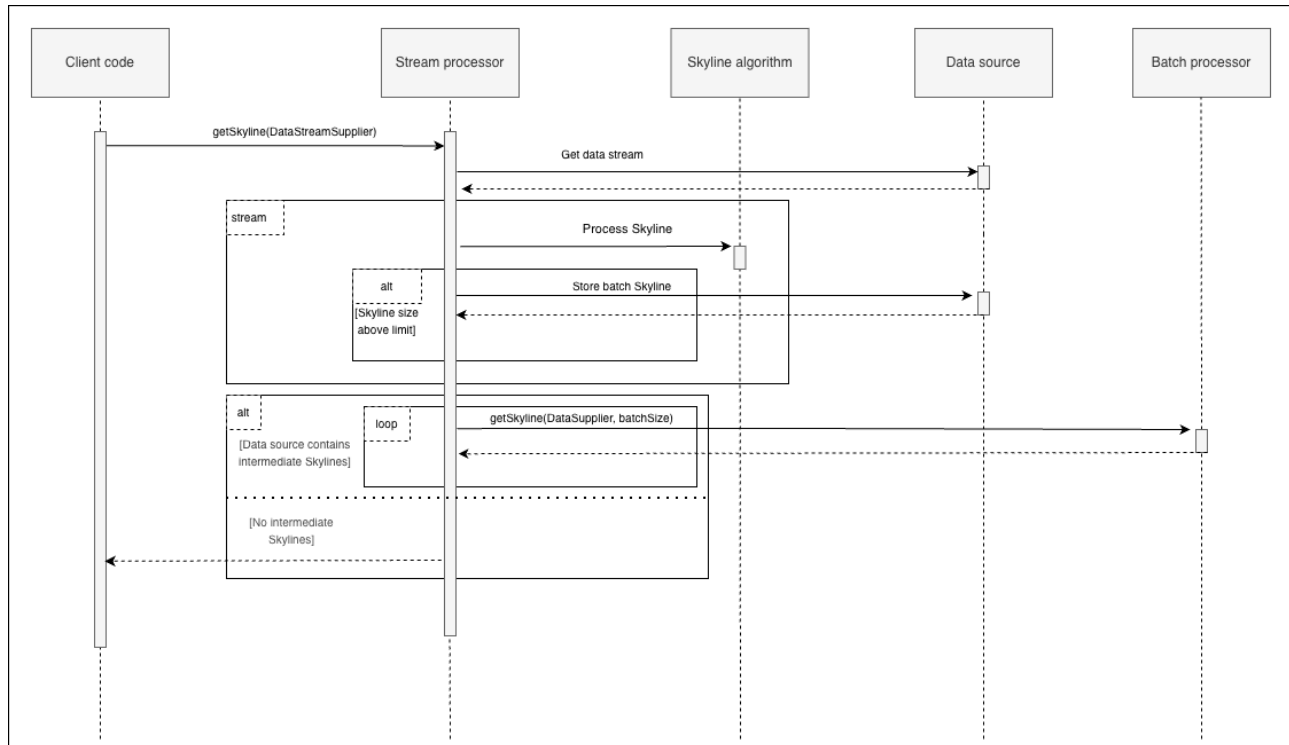 Client code
Stream processor
Skyline algorithm
Data source
Batch processor
getSkyline(DataStreamSupplier)
Get data stream
stream
Process Skyline
alt
Store batch Skyline
[Skyline size
above limit]
alt
loop
getSkyline(DataSupplier, batchSize)
[Data source contains
intermediate Skylines]
[No intermediate
Skylines]